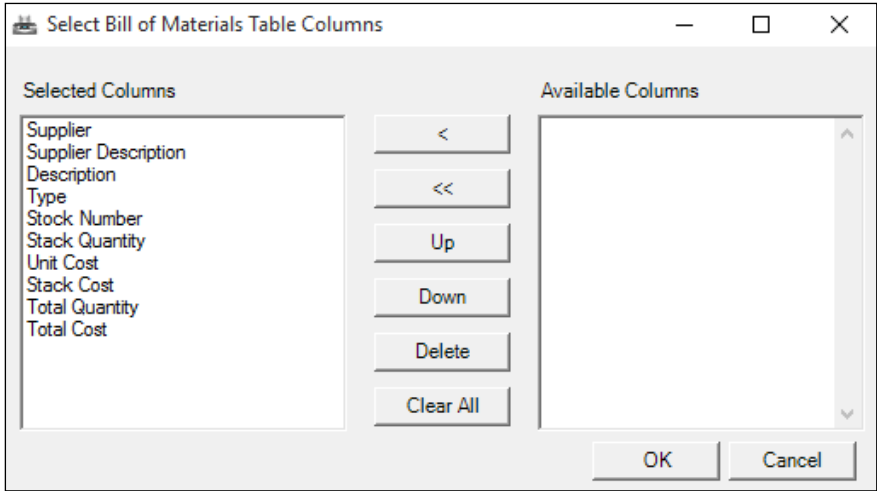 Select Bill of Materials Table Columns
Selected Columns
Supplier
Supplier Description
Description
Type
Stock Number
Stack Quantity
Unit Cost
Stack Cost
Total Quantity
Total Cost
<
<<
Up
Down
Delete
Clear All
Available Columns
OK
Cancel